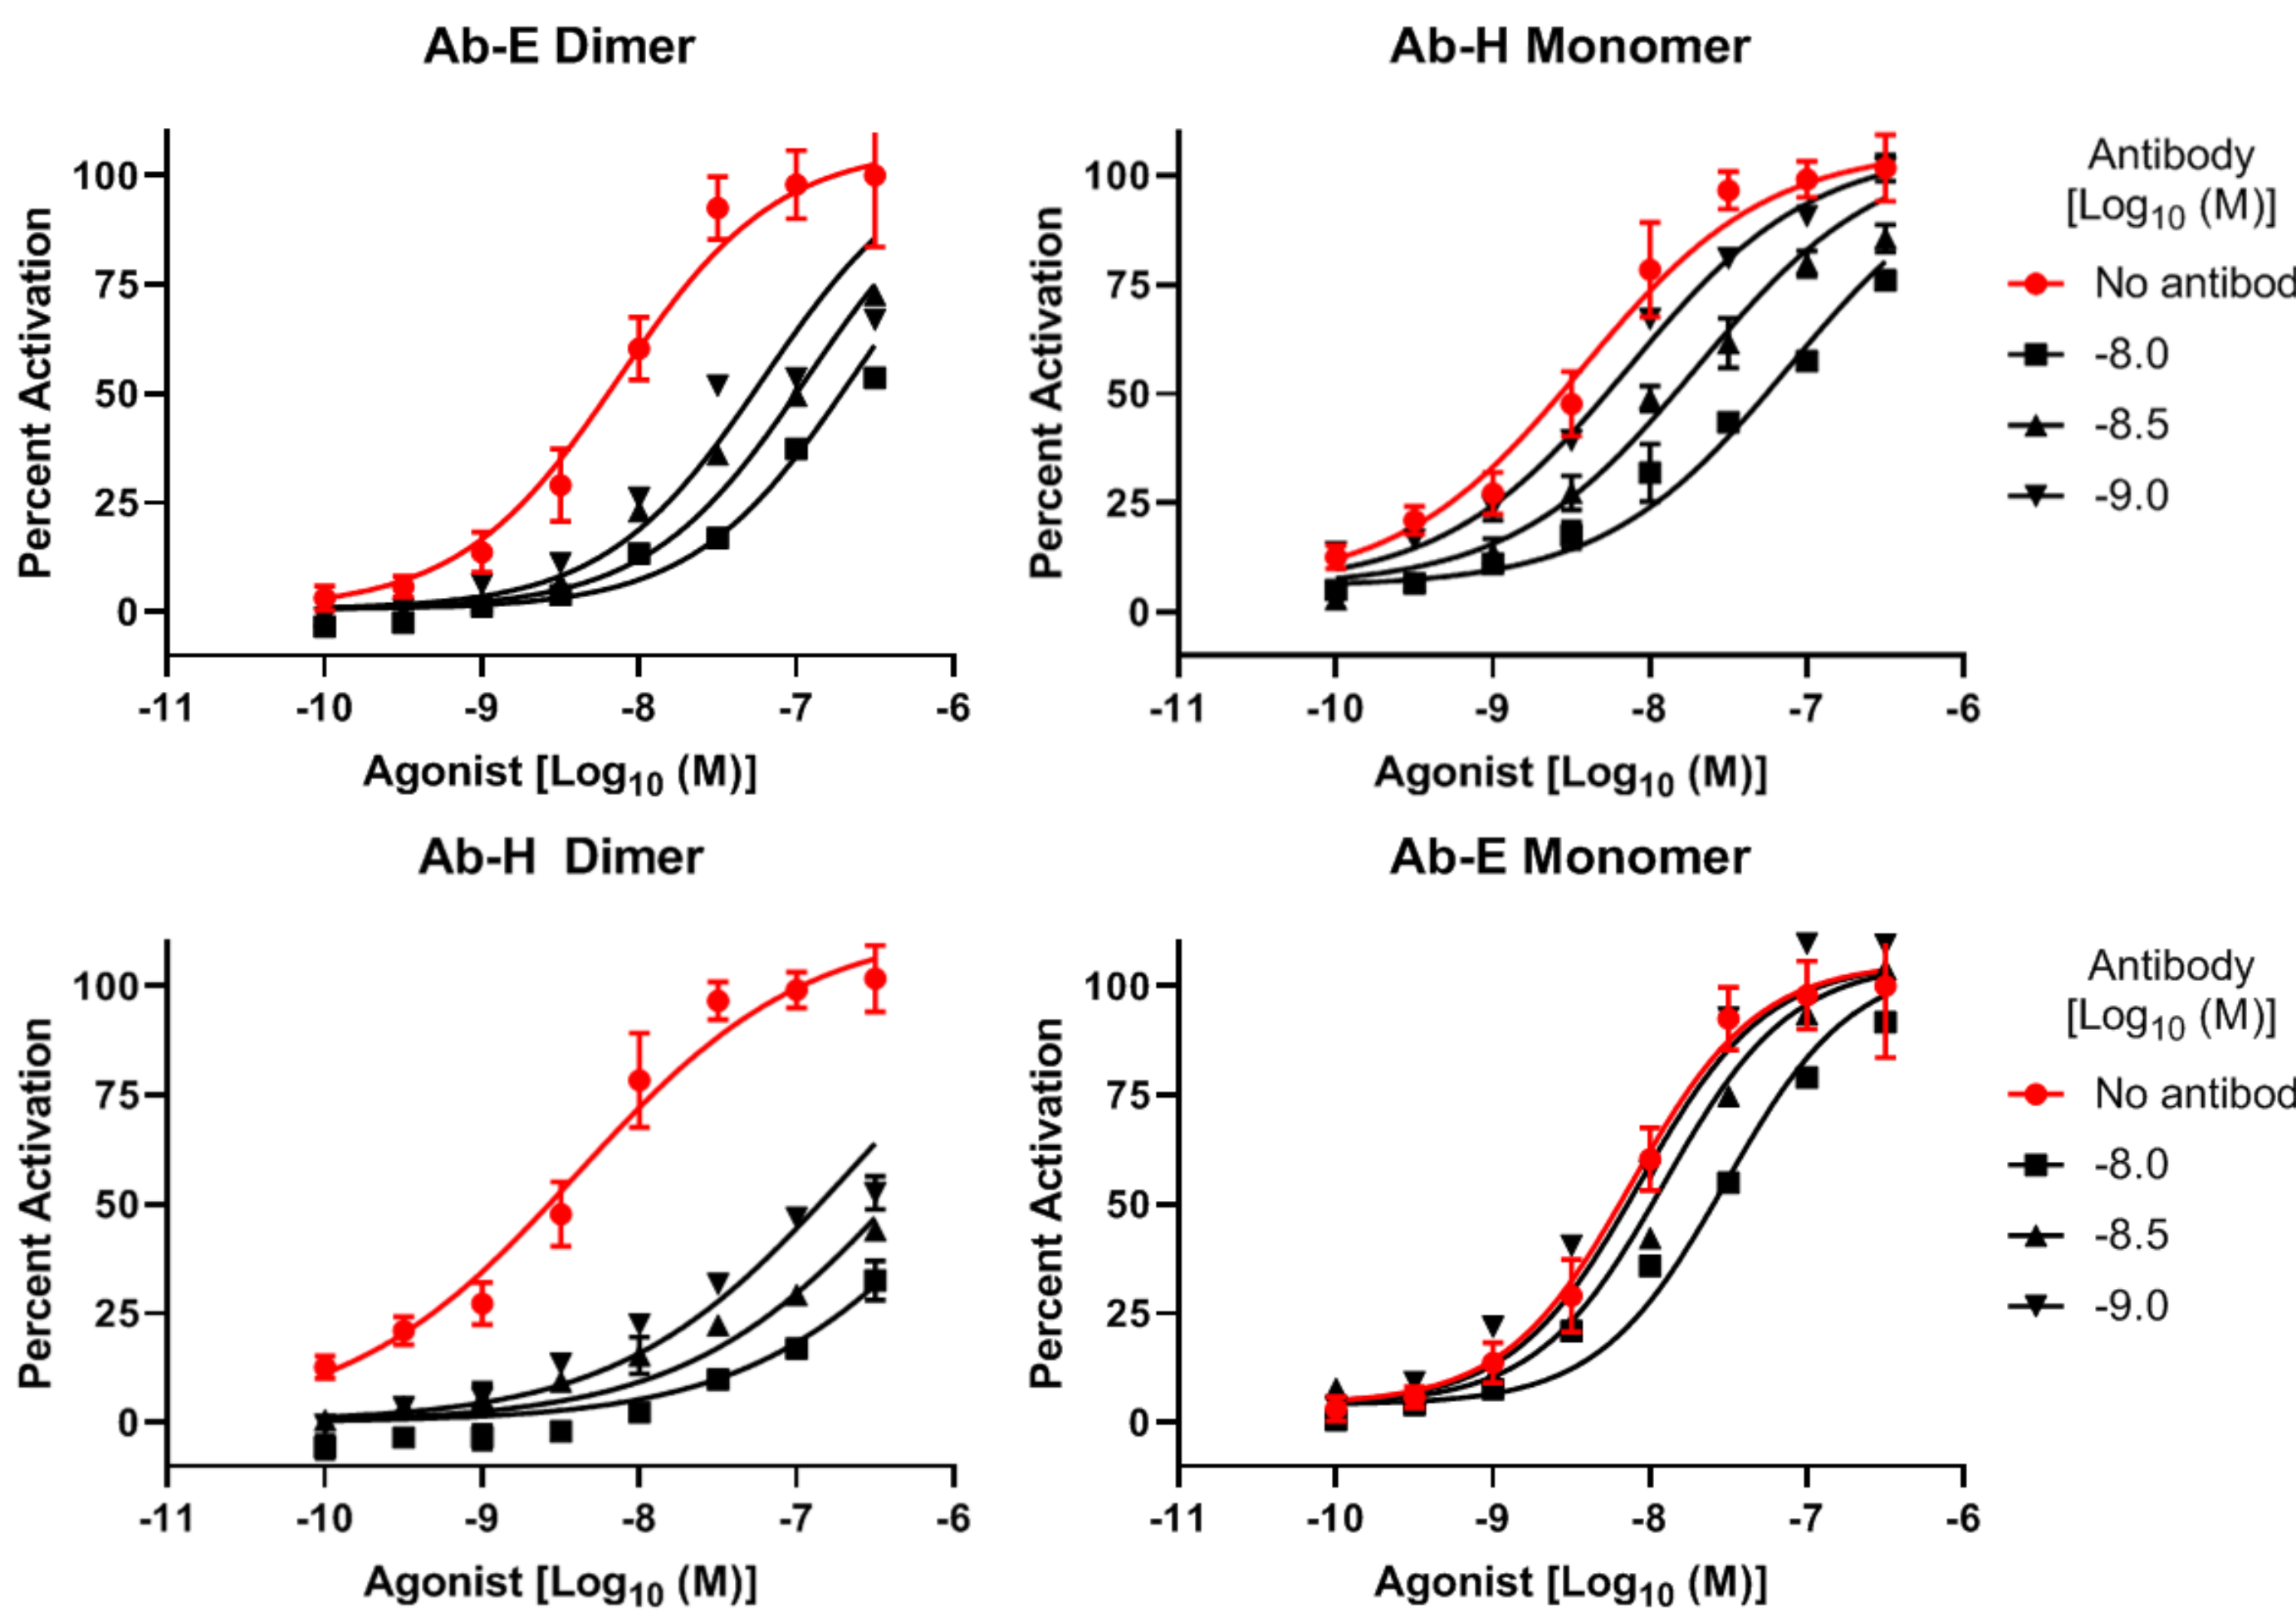 Ab-E Dimer
Percent Activation
100
75
50
25
0
-11 -10 -9 -8 -7 -6
Agonist [Log10 (M)]
Ab-H Monomer
Percent Activation
100
75
50
25
0
-11 -10 -9 -8 -7 -6
Agonist [Log10 (M)]
Antibody
[Log10 (M)]
No antibod
-8.0
-8.5
-9.0
Ab-H Dimer
Percent Activation
100
75
50
25
0
-11 -10 -9 -8 -7 -6
Agonist [Log10 (M)]
Ab-E Monomer
Percent Activation
100
75
50
25
0
-11 -10 -9 -8 -7 -6
Agonist [Log10 (M)]
Antibody
[Log10 (M)]
No antibod
-8.0
-8.5
-9.0